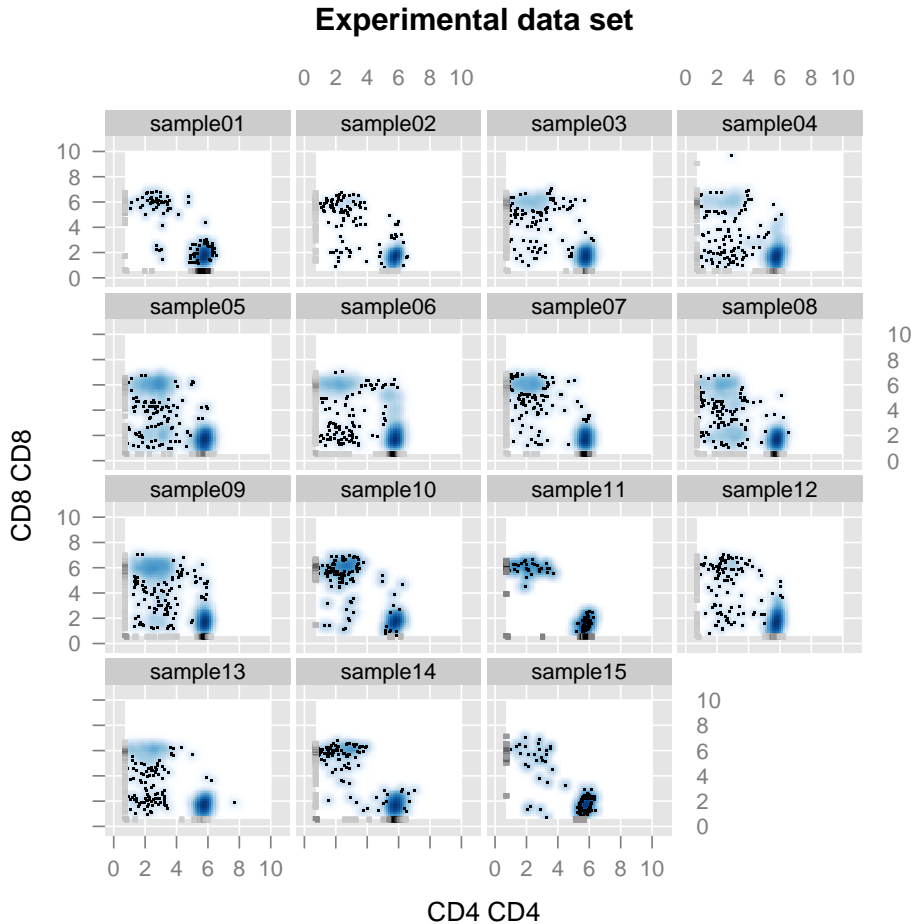 Experimental data set
0 2 4 6 8 10 0 2 4 6 8 10
sample01 sample02 sample03 sample04
10
8
6
4
2
0
sample05 sample06 sample07 sample08
10
8
6
4
2
0
CD8 CD8
sample09 sample10 sample11 sample12
10
8
6
4
2
0
sample13 sample14 sample15
10
8
6
4
2
0
0 2 4 6 8 10 0 2 4 6 8 10
CD4 CD4